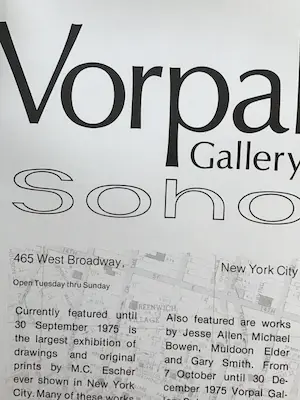 Vorpal
Gallery
Soho
465 West Broadway,
New York City
Open Tuesday thru Sunday
GREENWICH
VILLAGE
Currently featured until
30 September 1975 is
the largest exhibition of
drawings and original
prints by M.C. Escher
ever shown in New York
City. Many of these works
Also featured are works
by Jesse Allen, Michael
Bowen, Muldoon Elder
and Gary Smith. From
7 October until 30 De-
cember 1975 Vorpal Gal-